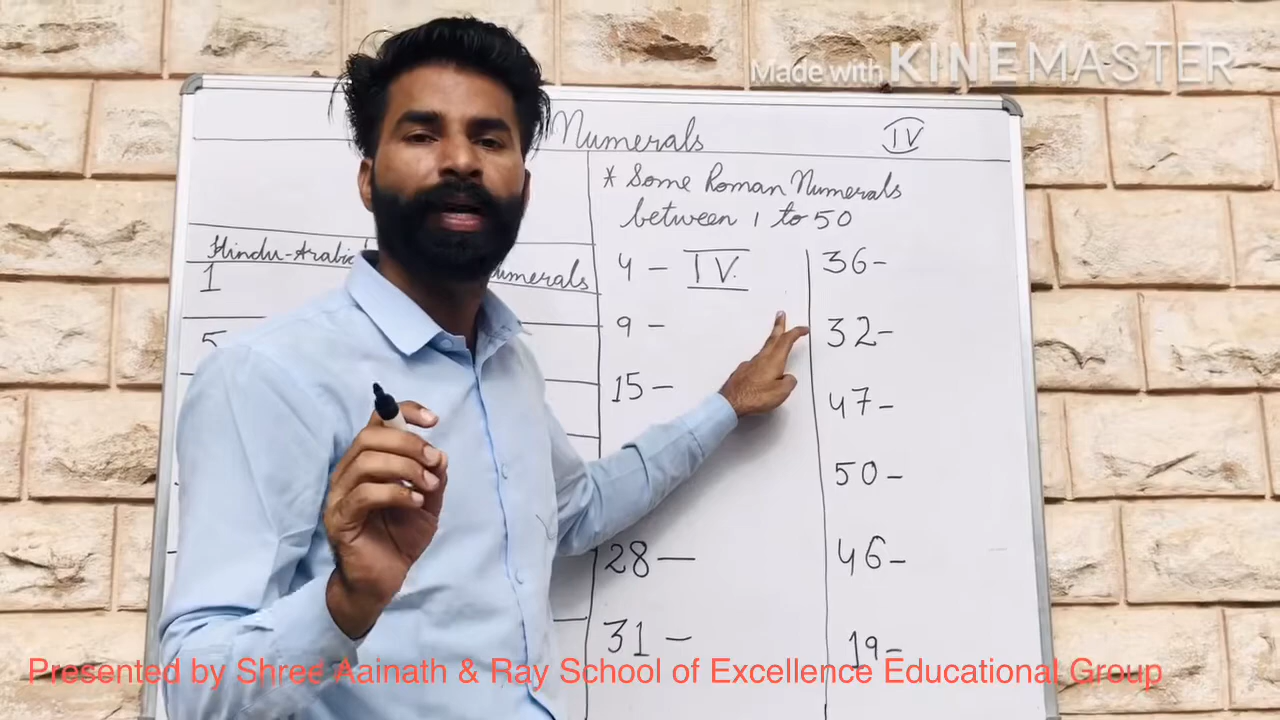 Made with KINEMASTER
Numerals
IV
Hindu-Arabic
1
5
* Some Roman Numerals
between 1 to 50
4 – IV.
9 –
15 –
28 —
31 –
36-
32-
47-
50-
46-
19-
Presented by Shree Aainath & Ray School of Excellence Educational Group